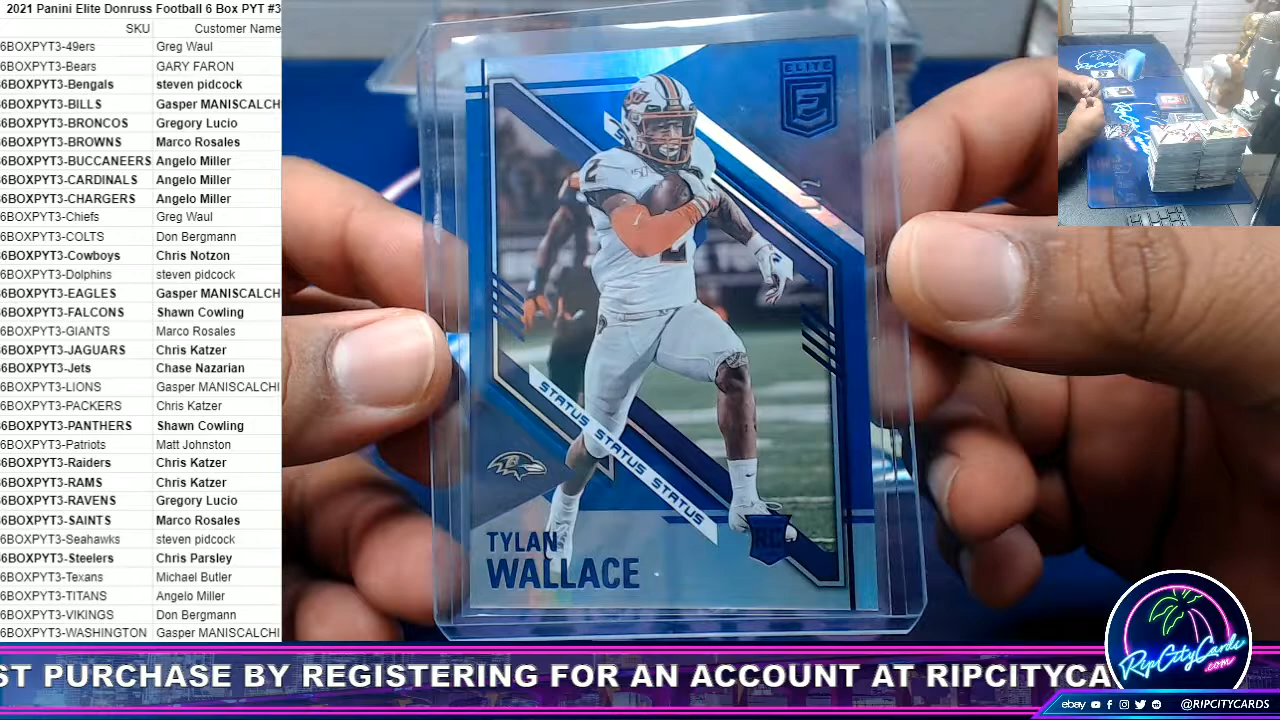 2021 Panini Elite Donruss Football 6 Box PYT #3
SKU Customer Name
6BOXPYT3-49ers Greg Waul
6BOXPYT3-Bears GARY FARON
6BOXPYT3-Bengals steven pidcock
6BOXPYT3-BILLS Gasper MANISCALCH
6BOXPYT3-BRONCOS Gregory Lucio
6BOXPYT3-BROWNS Marco Rosales
6BOXPYT3-BUCCANEERS Angelo Miller
6BOXPYT3-CARDINALS Angelo Miller
6BOXPYT3-CHARGERS Angelo Miller
6BOXPYT3-Chiefs Greg Waul
6BOXPYT3-COLTS Don Bergmann
6BOXPYT3-Cowboys Chris Notzon
6BOXPYT3-Dolphins steven pidcock
6BOXPYT3-EAGLES Gasper MANISCALCH
6BOXPYT3-FALCONS Shawn Cowling
6BOXPYT3-GIANTS Marco Rosales
6BOXPYT3-JAGUARS Chris Katzer
6BOXPYT3-Jets Chase Nazarian
6BOXPYT3-LIONS Gasper MANISCALCHI
6BOXPYT3-PACKERS Chris Katzer
6BOXPYT3-PANTHERS Shawn Cowling
6BOXPYT3-Patriots Matt Johnston
6BOXPYT3-Raiders Chris Katzer
6BOXPYT3-RAMS Chris Katzer
6BOXPYT3-RAVENS Gregory Lucio
6BOXPYT3-SAINTS Marco Rosales
6BOXPYT3-Seahawks steven pidcock
6BOXPYT3-Steelers Chris Parsley
6BOXPYT3-Texans Michael Butler
6BOXPYT3-TITANS Angelo Miller
6BOXPYT3-VIKINGS Don Bergmann
6BOXPYT3-WASHINGTON Gasper MANISCALCHI
ELITE
E
2
STATUS STATUS STATUS
RC
TYLAN
WALLACE
ST PURCHASE BY REGISTERING FOR AN ACCOUNT AT RIPCITYCA
RipCityCards
.com
ebay @RIPCITYCARDS